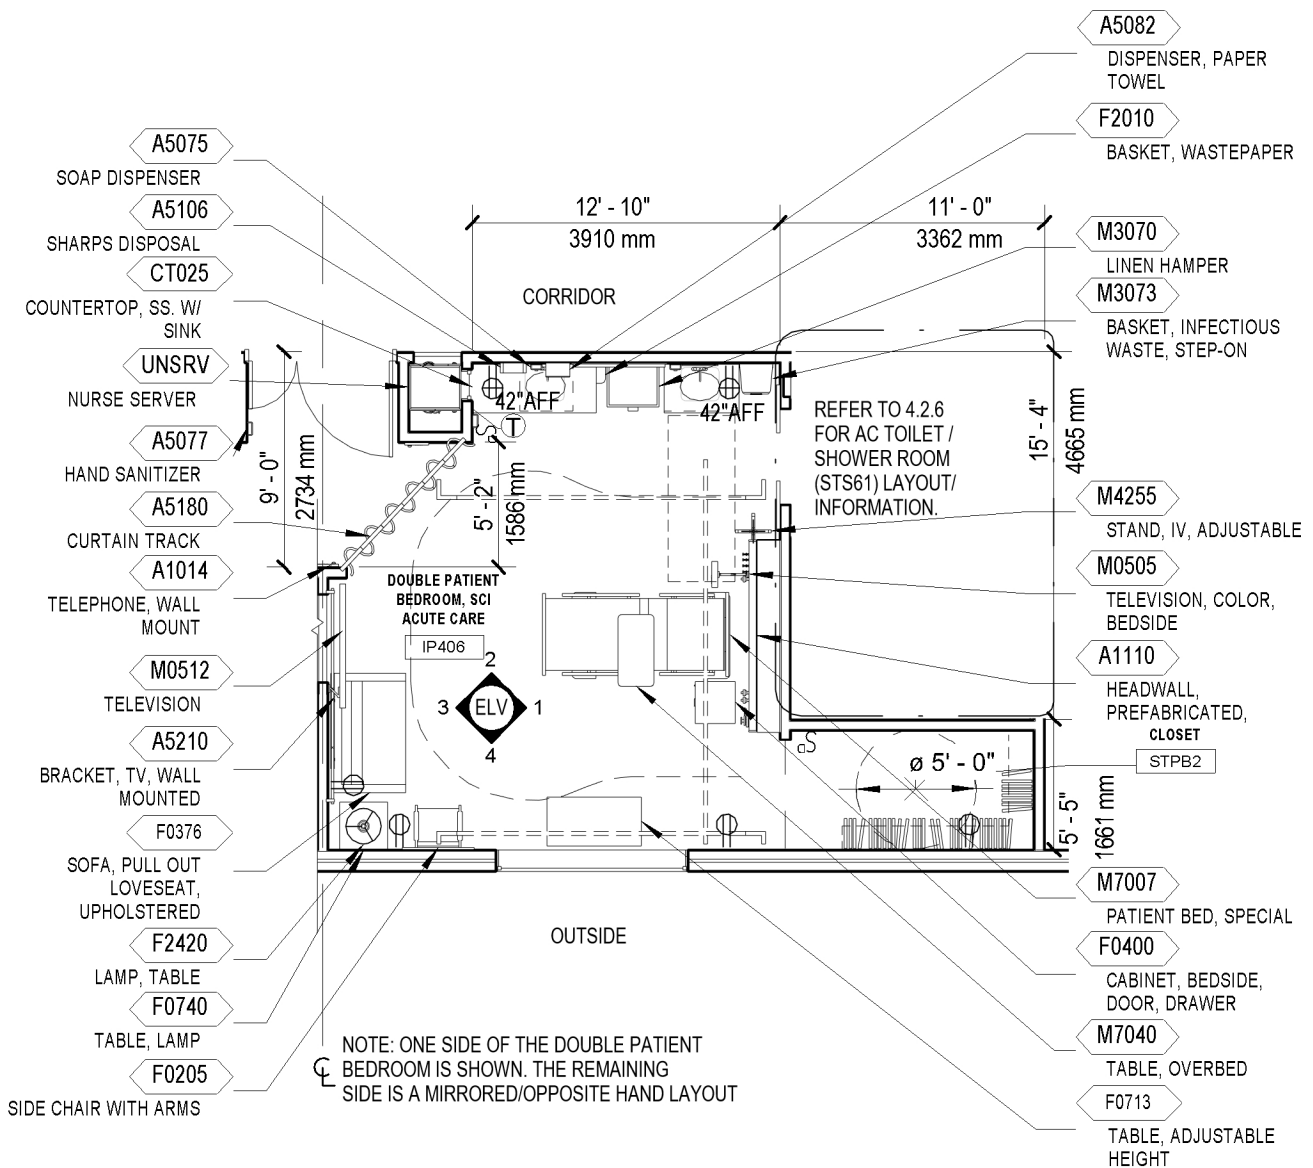 A5082
DISPENSER, PAPER
TOWEL
F2010
BASKET, WASTEPAPER
A5075
SOAP DISPENSER
A5106
SHARPS DISPOSAL
CT025
COUNTERTOP, SS. W/
SINK
UNSRV
NURSE SERVER
A5077
HAND SANITIZER
A5180
CURTAIN TRACK
A1014
TELEPHONE, WALL
MOUNT
M0512
TELEVISION
A5210
BRACKET, TV, WALL
MOUNTED
F0376
SOFA, PULL OUT
LOVESEAT,
UPHOLSTERED
F2420
LAMP, TABLE
F0740
TABLE, LAMP
F0205
SIDE CHAIR WITH ARMS
12' - 10"
3910 mm
11' - 0"
3362 mm
CORRIDOR
42"AFF
42"AFF
T
S
9' - 0"
2734 mm
5' - 2"
1586 mm
REFER TO 4.2.6
FOR AC TOILET /
SHOWER ROOM
(STS61) LAYOUT/
INFORMATION.
15' - 4"
4665 mm
DOUBLE PATIENT
BEDROOM, SCI
ACUTE CARE
IP406
2
3
ELV
1
4
aS
ø 5' - 0"
5' - 5"
1661 mm
OUTSIDE
NOTE: ONE SIDE OF THE DOUBLE PATIENT
BEDROOM IS SHOWN. THE REMAINING
SIDE IS A MIRRORED/OPPOSITE HAND LAYOUT
M3070
LINEN HAMPER
M3073
BASKET, INFECTIOUS
WASTE, STEP-ON
M4255
STAND, IV, ADJUSTABLE
M0505
TELEVISION, COLOR,
BEDSIDE
A1110
HEADWALL,
PREFABRICATED,
CLOSET
STPB2
M7007
PATIENT BED, SPECIAL
F0400
CABINET, BEDSIDE,
DOOR, DRAWER
M7040
TABLE, OVERBED
F0713
TABLE, ADJUSTABLE
HEIGHT